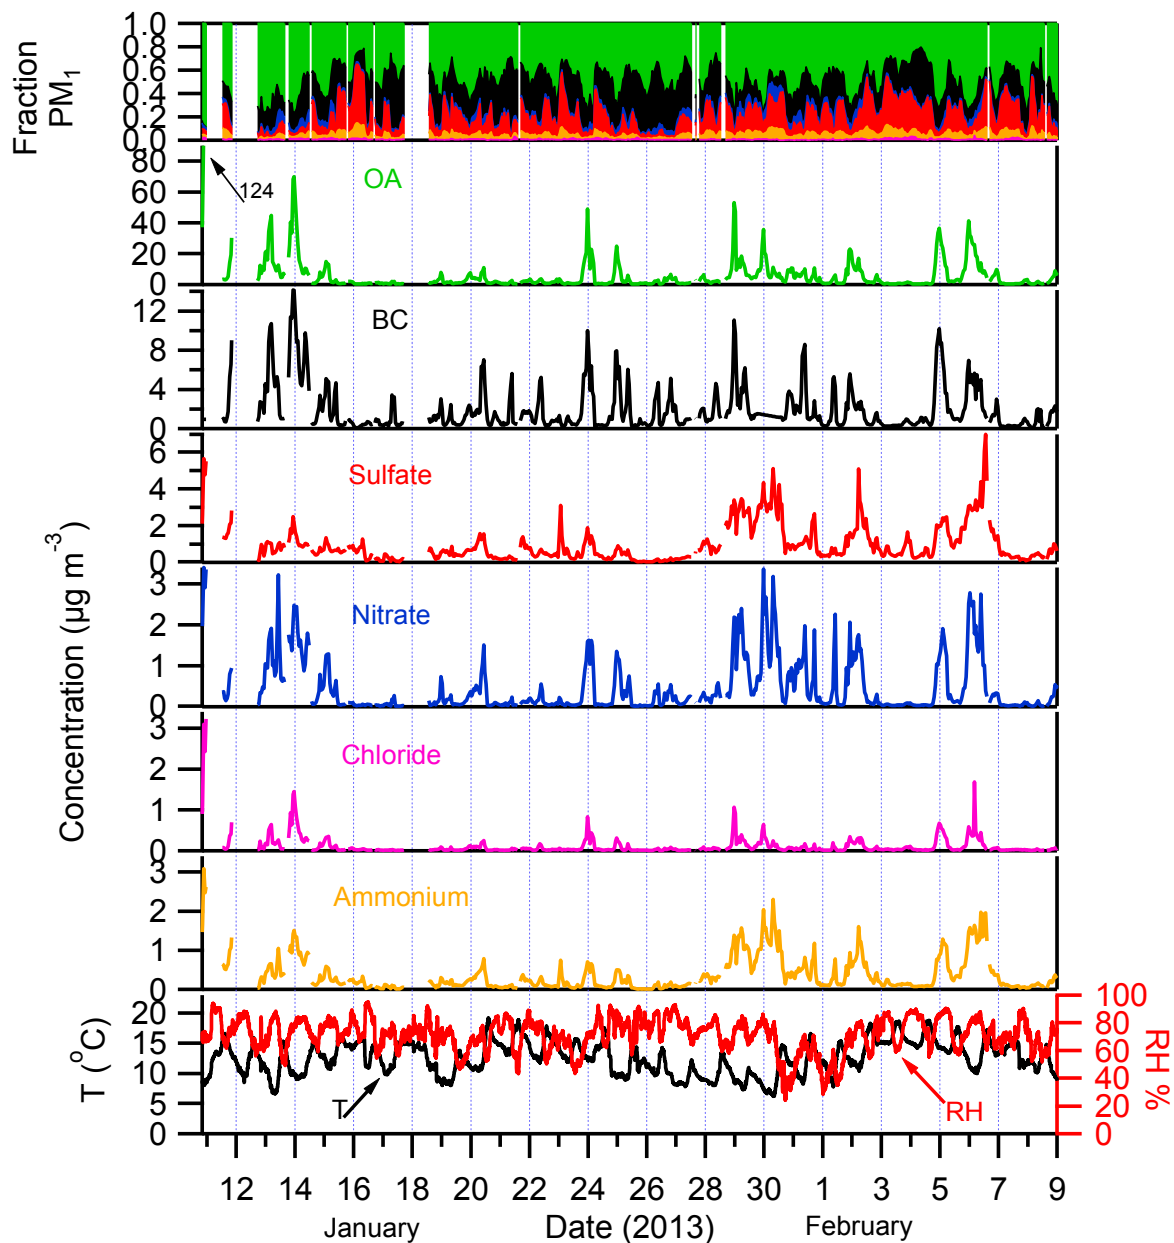 Fraction
PM1
1.0
0.8
0.6
0.4
0.2
0.0
124
OA
80
60
40
20
0
BC
12
8
4
0
Sulfate
6
4
2
0
Nitrate
3
2
1
0
Chloride
3
2
1
0
Ammonium
3
2
1
0
Concentration (µg m-3)
T (oC)
20
15
10
5
0
T
RH
100
80
60
40
20
0
RH %
12 14 16 18 20 22 24 26 28 30 1 3 5 7 9
January Date (2013) February